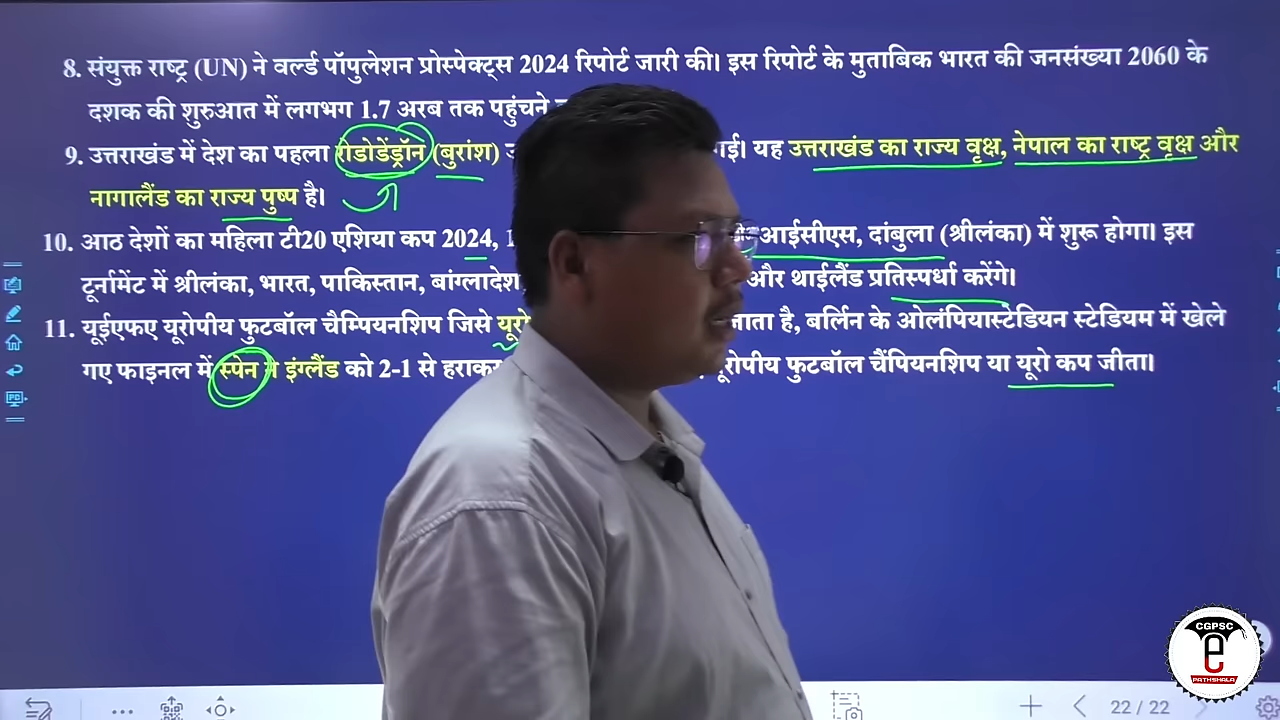 8. संयुक्त राष्ट्र (UN) ने वर्ल्ड पॉपुलेशन प्रोस्पेक्ट्स 2024 रिपोर्ट जारी की। इस रिपोर्ट के मुताबिक भारत की जनसंख्या 2060 के
दशक की शुरुआत में लगभग 1.7 अरब तक पहुंचने
9. उत्तराखंड में देश का पहला रोडोडेंड्रॉन (बुरांश) गई। यह उत्तराखंड का राज्य वृक्ष, नेपाल का राष्ट्र वृक्ष और
नागालैंड का राज्य पुष्प है।
10. आठ देशों का महिला टी20 एशिया कप 2024, आईसीएस, दांबुला (श्रीलंका) में शुरू होगा। इस
टूर्नामेंट में श्रीलंका, भारत, पाकिस्तान, बांग्लादेश, और थाईलैंड प्रतिस्पर्धा करेंगे।
11. यूईएफए यूरोपीय फुटबॉल चैम्पियनशिप जिसे यूरो जाता है, बर्लिन के ओलंपियास्टेडियन स्टेडियम में खेले
गए फाइनल में स्पेन ने इंग्लैंड को 2-1 से हराकर यूरोपीय फुटबॉल चैंपियनशिप या यूरो कप जीता।
CGPSC
e
PATHSHALA
22 / 22